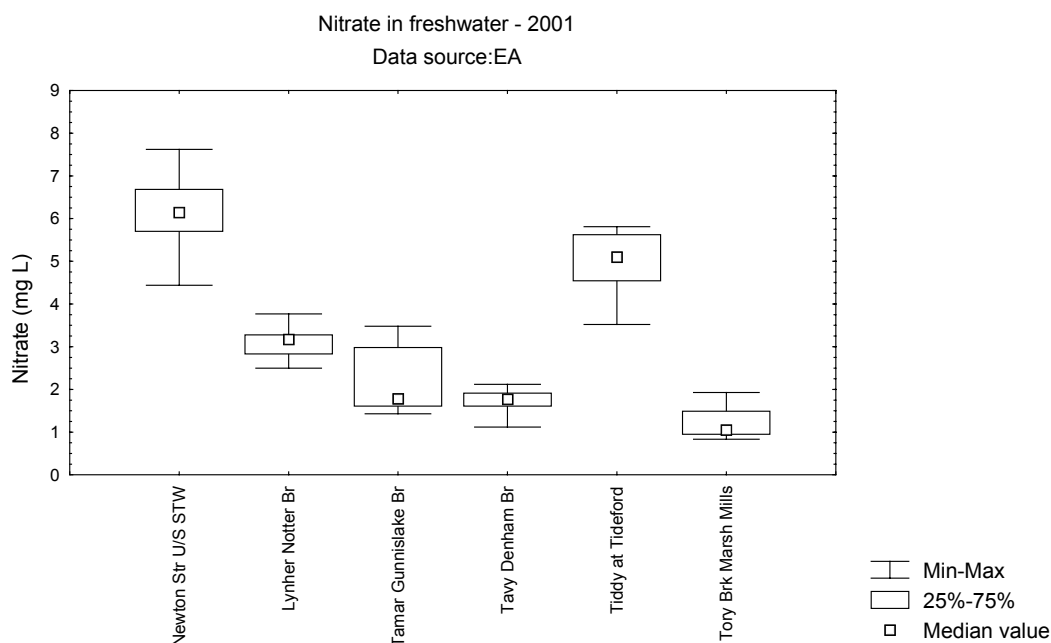 Nitrate in freshwater - 2001
Data source:EA
Nitrate (mg L)
9
8
7
6
5
4
3
2
1
0
Newton Str U/S STW
Lynher Notter Br
Tamar Gunnislake Br
Tavy Denham Br
Tiddy at Tideford
Tory Brk Marsh Mills
Min-Max
25%-75%
Median value